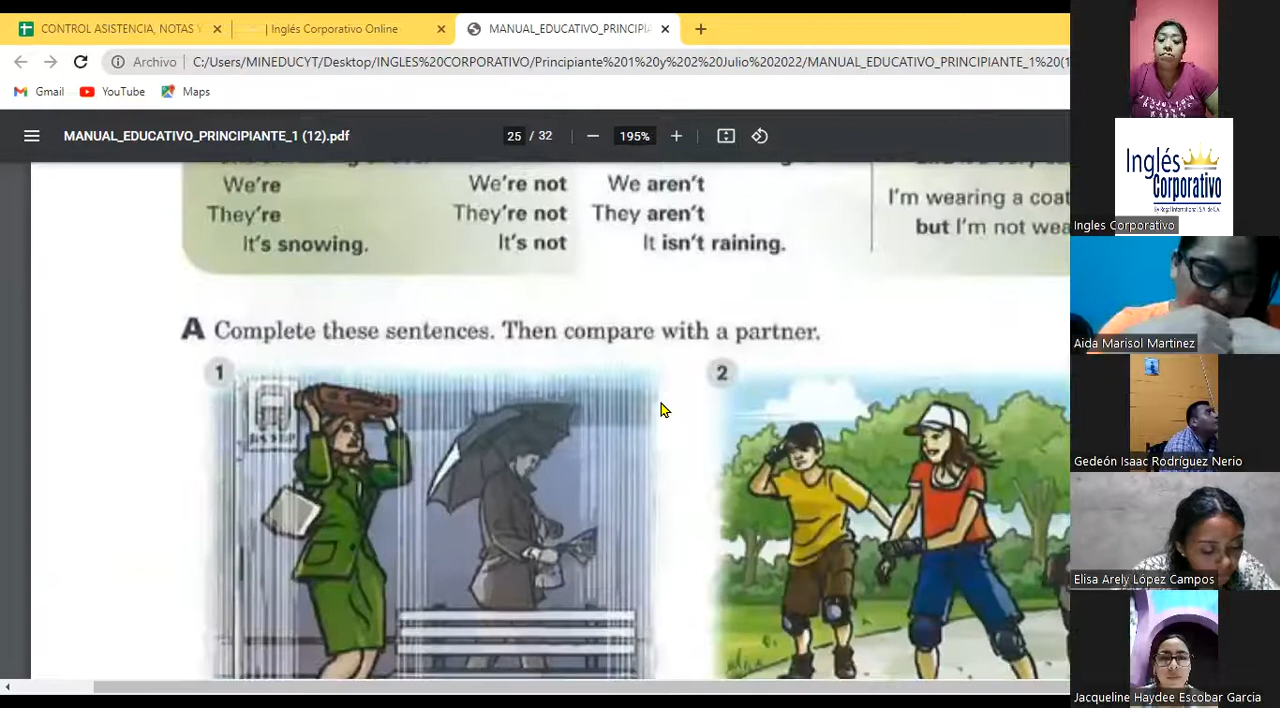 CONTROL ASISTENCIA, NOTAS Y
| Inglés Corporativo Online
MANUAL_EDUCATIVO_PRINCIPIA
Archivo
C:/Users/MINEDUCYT/Desktop/INGLES%20CORPORATIVO/Principiante%201%20y%202%20Julio%202022/MANUAL_EDUCATIVO_PRINCIPIANTE_1%20(1
Gmail
YouTube
Maps
MANUAL_EDUCATIVO_PRINCIPIANTE_1 (12).pdf
25 / 32
195%
We're
We're not
We aren't
They're
They're not
They aren't
It's snowing.
It's not
It isn't raining.
I'm wearing a coat
but I'm not wea
A Complete these sentences. Then compare with a partner.
1
2
Inglés
Corporativo
Ingles Corporativo
Aida Marisol Martinez
Gedeón Isaac Rodríguez Nerio
Elisa Arely López Campos
Jacqueline Haydee Escobar Garcia